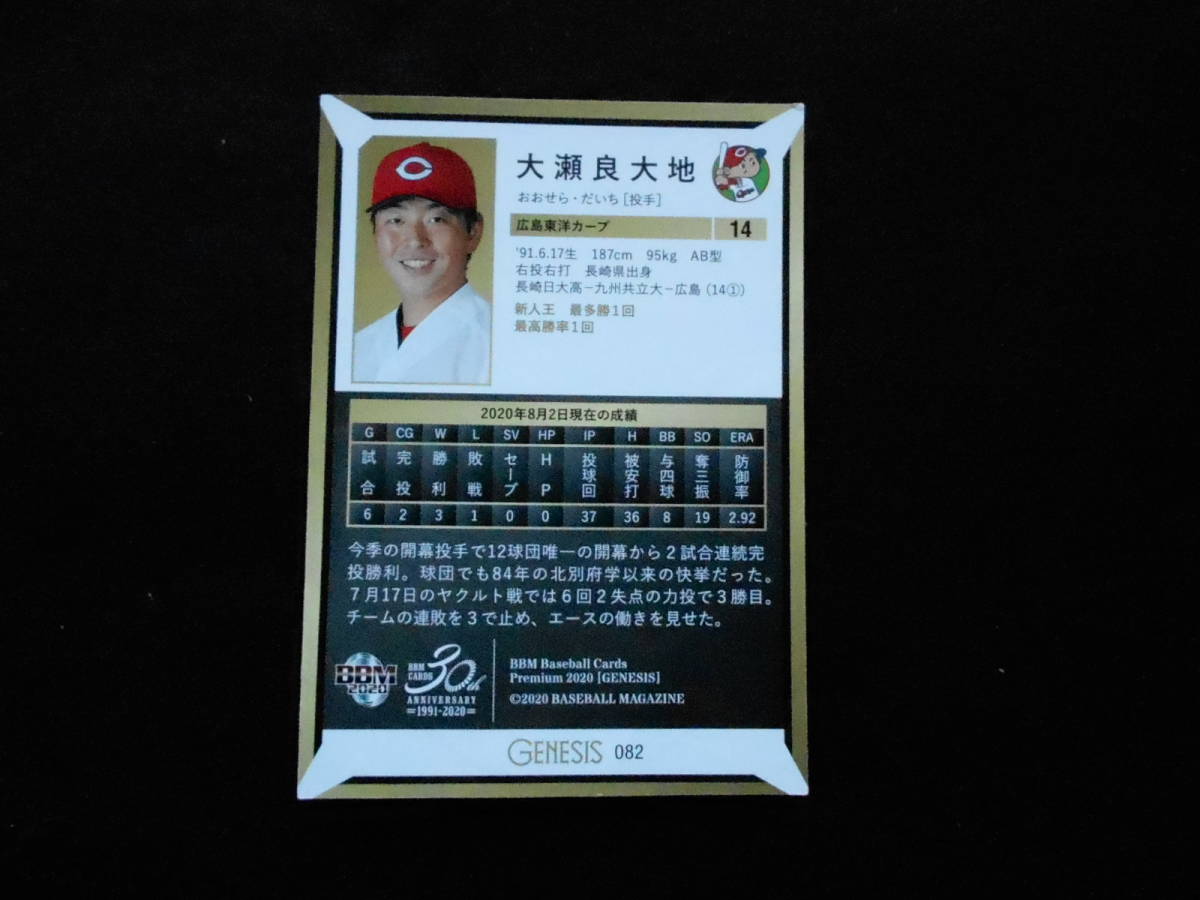 大瀬良大地
おおせら・だいち [投手]
広島東洋カープ 14
'91.6.17生 187cm 95kg AB型
右投右打 長崎県出身
長崎日大高－九州共立大－広島 (14①)
新人王 最多勝1回
最高勝率1回
2020年8月2日現在の成績
G CG W L SV HP IP H BB SO ERA
試合 完投 勝利 敗戦 セーブ HP 投球回 被安打 与四球 奪三振 防御率
6 2 3 1 0 0 37 36 8 19 2.92
今季の開幕投手で12球団唯一の開幕から2試合連続完
投勝利。球団でも84年の北別府学以来の快挙だった。
7月17日のヤクルト戦では6回2失点の力投で3勝目。
チームの連敗を3で止め、エースの働きを見せた。
BBM
2020
BBM
CARDS
30th
ANNIVERSARY
1991-2020
BBM Baseball Cards
Premium 2020 [GENESIS]
©2020 BASEBALL MAGAZINE
GENESIS 082